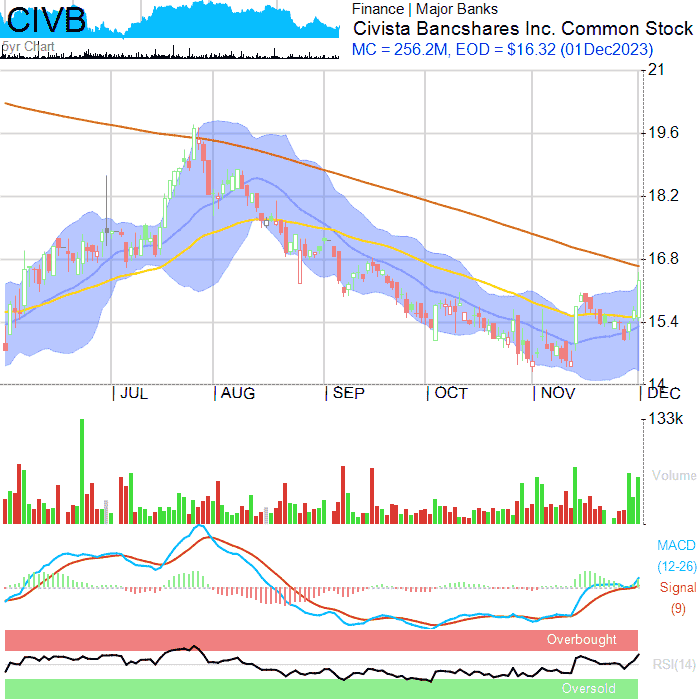 CIVB
5yr Chart
Finance | Major Banks
Civista Bancshares Inc. Common Stock
MC = 256.2M, EOD = $16.32 (01Dec2023)
21
19.6
18.2
16.8
15.4
14
JUL AUG SEP OCT NOV DEC
133k
Volume
MACD
(12-26)
Signal
(9)
Overbought
RSI(14)
Oversold